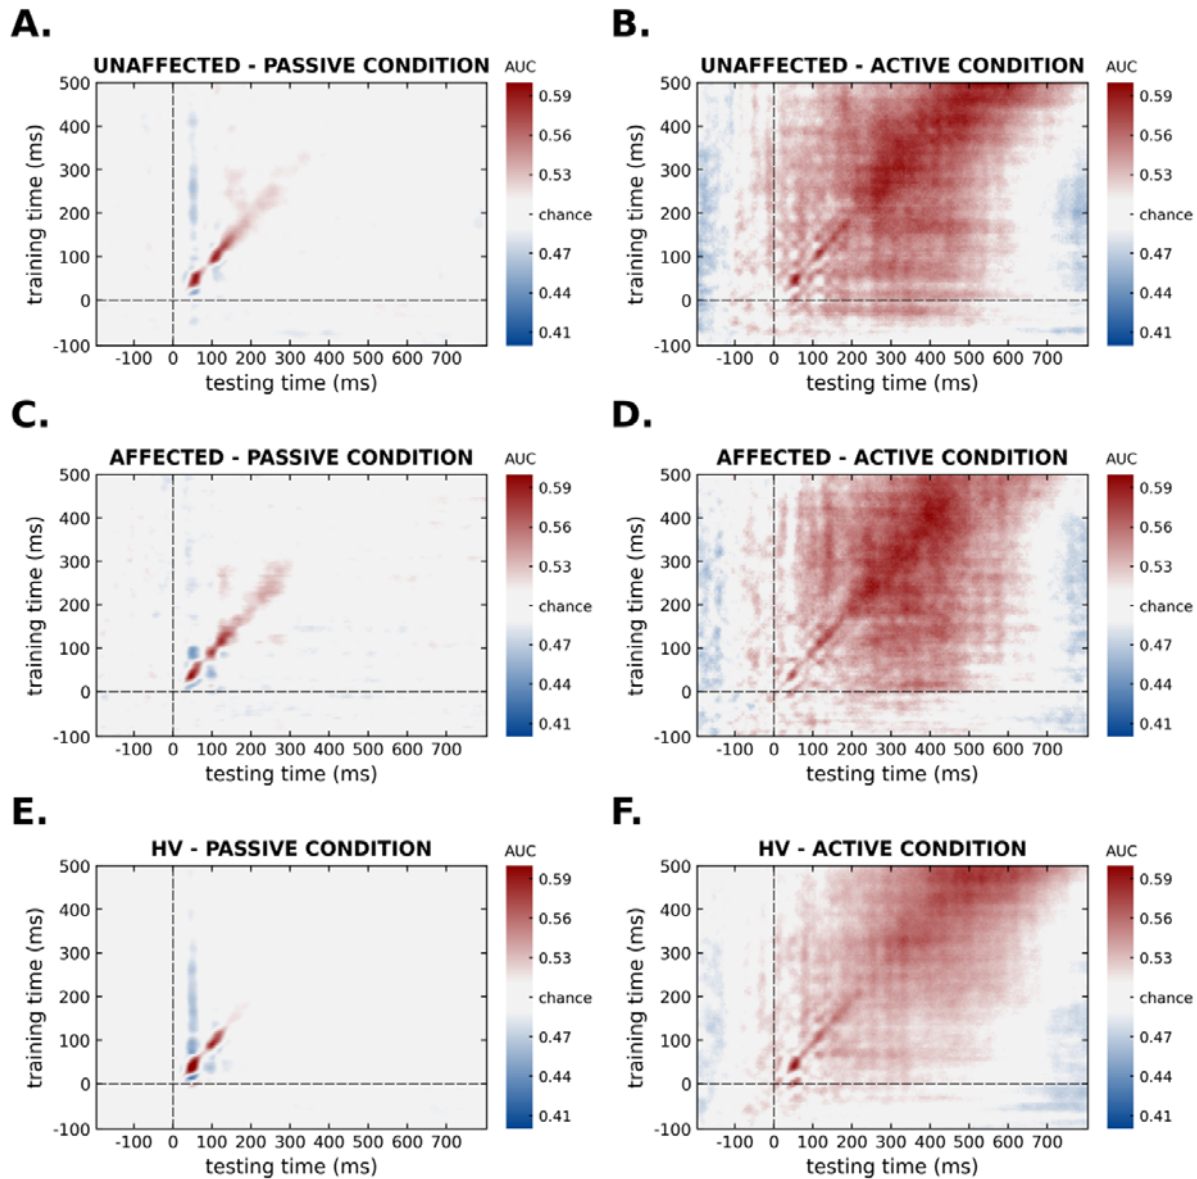 A.
UNAFFECTED - PASSIVE CONDITION
AUC
training time (ms)
500
400
300
200
100
0
-100
-100 0 100 200 300 400 500 600 700
testing time (ms)
0.59
0.56
0.53
chance
0.47
0.44
0.41
B.
UNAFFECTED - ACTIVE CONDITION
AUC
training time (ms)
500
400
300
200
100
0
-100
-100 0 100 200 300 400 500 600 700
testing time (ms)
0.59
0.56
0.53
chance
0.47
0.44
0.41
C.
AFFECTED - PASSIVE CONDITION
AUC
training time (ms)
500
400
300
200
100
0
-100
-100 0 100 200 300 400 500 600 700
testing time (ms)
0.59
0.56
0.53
chance
0.47
0.44
0.41
D.
AFFECTED - ACTIVE CONDITION
AUC
training time (ms)
500
400
300
200
100
0
-100
-100 0 100 200 300 400 500 600 700
testing time (ms)
0.59
0.56
0.53
chance
0.47
0.44
0.41
E.
HV - PASSIVE CONDITION
AUC
training time (ms)
500
400
300
200
100
0
-100
-100 0 100 200 300 400 500 600 700
testing time (ms)
0.59
0.56
0.53
chance
0.47
0.44
0.41
F.
HV - ACTIVE CONDITION
AUC
training time (ms)
500
400
300
200
100
0
-100
-100 0 100 200 300 400 500 600 700
testing time (ms)
0.59
0.56
0.53
chance
0.47
0.44
0.41